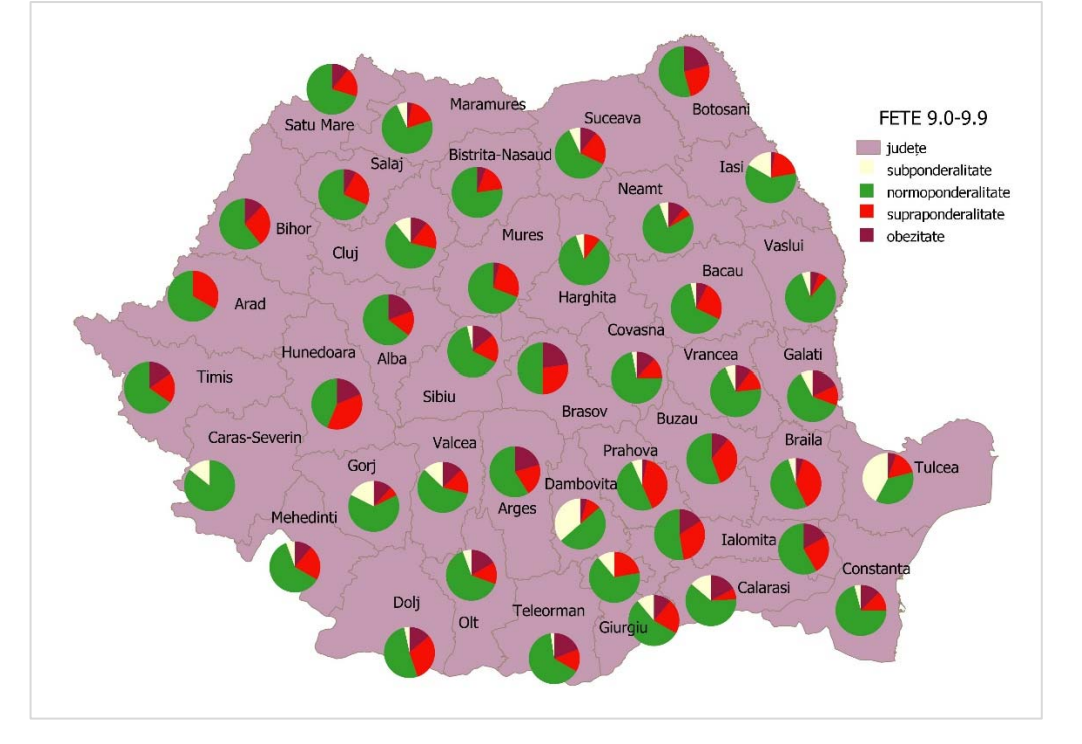 FETE 9.0-9.9
județe
subponderalitate
normoponderalitate
supraponderalitate
obezitate
Satu Mare
Maramures
Suceava
Botosani
Salaj
Bistrita-Nasaud
Iasi
Neamt
Bihor
Cluj
Mures
Vaslui
Harghita
Bacau
Arad
Covasna
Hunedoara
Alba
Vrancea
Galati
Timis
Sibiu
Brasov
Buzau
Caras-Severin
Valcea
Braila
Gorj
Prahova
Tulcea
Dambovita
Arges
Mehedinti
Ialomita
Constanta
Calarasi
Dolj
Teleorman
Olt
Giurgiu